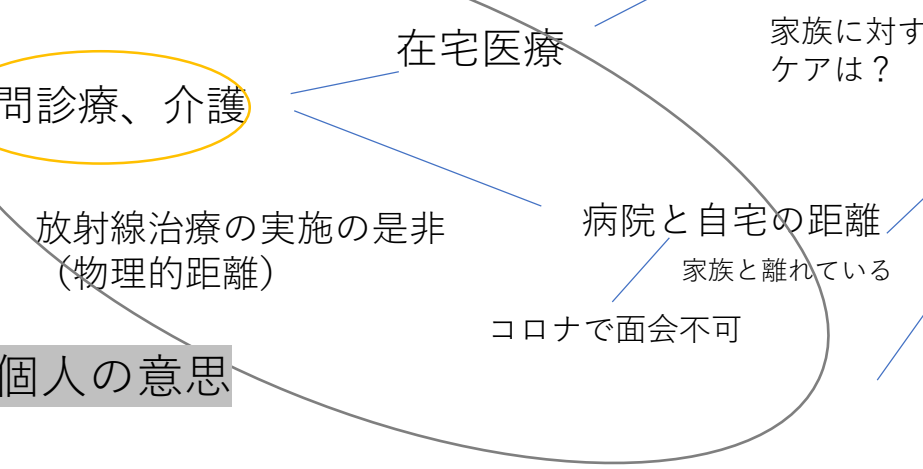 在宅医療
家族に対す
ケアは？
問診療、介護
放射線治療の実施の是非
（物理的距離）
病院と自宅の距離
家族と離れている
コロナで面会不可
個人の意思